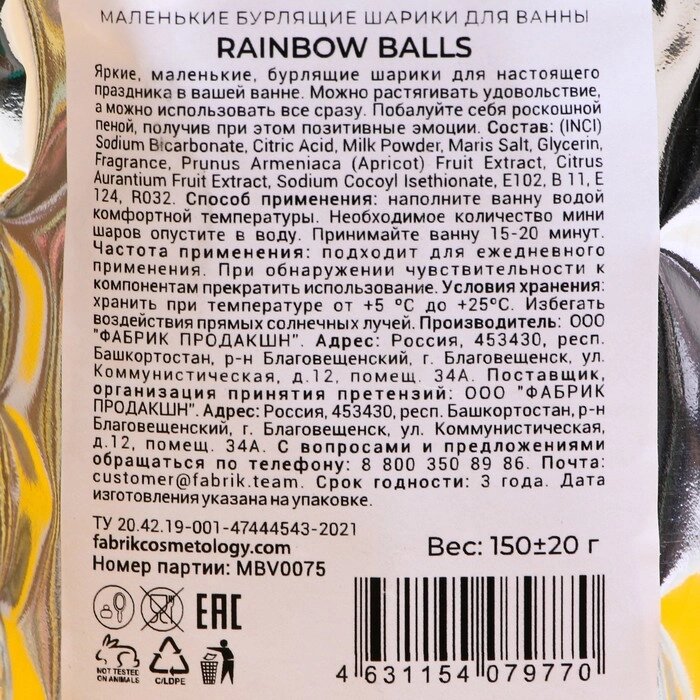 МАЛЕНЬКИЕ БУРЛЯЩИЕ ШАРИКИ ДЛЯ ВАННЫ
RAINBOW BALLS
Яркие, маленькие, бурлящие шарики для настоящего
праздника в вашей ванне. Можно растягивать удовольствие,
а можно использовать все сразу. Побалуйте себя роскошной
пеной, получив при этом позитивные эмоции. Состав: (INCI)
Sodium Bicarbonate, Citric Acid, Milk Powder, Maris Salt, Glycerin,
Fragrance, Prunus Armeniaca (Apricot) Fruit Extract, Citrus
Aurantium Fruit Extract, Sodium Cocoyl Isethionate, E102, B 11, E
124, R032. Способ применения: наполните ванну водой
комфортной температуры. Необходимое количество мини
шаров опустите в воду. Принимайте ванну 15-20 минут.
Частота применения: подходит для ежедневного
применения. При обнаружении чувствительности к
компонентам прекратить использование. Условия хранения:
хранить при температуре от +5 ºС до +25ºС. Избегать
воздействия прямых солнечных лучей. Производитель: ООО
"ФАБРИК ПРОДАКШН". Адрес: Россия, 453430, респ.
Башкортостан, р-н Благовещенский, г. Благовещенск, ул.
Коммунистическая, д.12, помещ. 34А. Поставщик,
организация принятия претензий: ООО "ФАБРИК
ПРОДАКШН". Адрес: Россия, 453430, респ. Башкортостан, р-н
Благовещенский, г. Благовещенск, ул. Коммунистическая,
д.12, помещ. 34А. С вопросами и предложениями
обращаться по телефону: 8 800 350 89 86. Почта:
customer@fabrik.team. Срок годности: 3 года. Дата
изготовления указана на упаковке.
ТУ 20.42.19-001-47444543-2021
fabrikcosmetology.com
Вес: 150±20 г
Номер партии: MBV0075
EAC
NOT TESTED
ON ANIMALS
4
C/LDPE
4 631154 079770